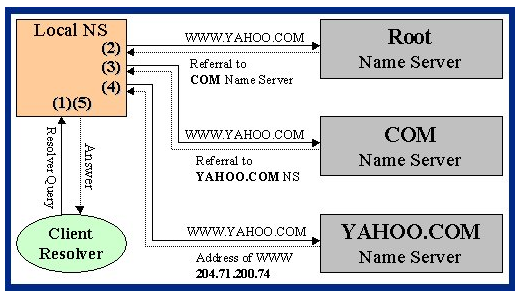 Local NS
(2)
(3)
(4)
(1)(5)
WWW.YAHOO.COM
Referral to
COM Name Server
Root
Name Server
WWW.YAHOO.COM
Referral to
YAHOO.COM NS
COM
Name Server
WWW.YAHOO.COM
Address of WWW
204.71.200.74
YAHOO.COM
Name Server
Resolver Query
Answer
Client
Resolver